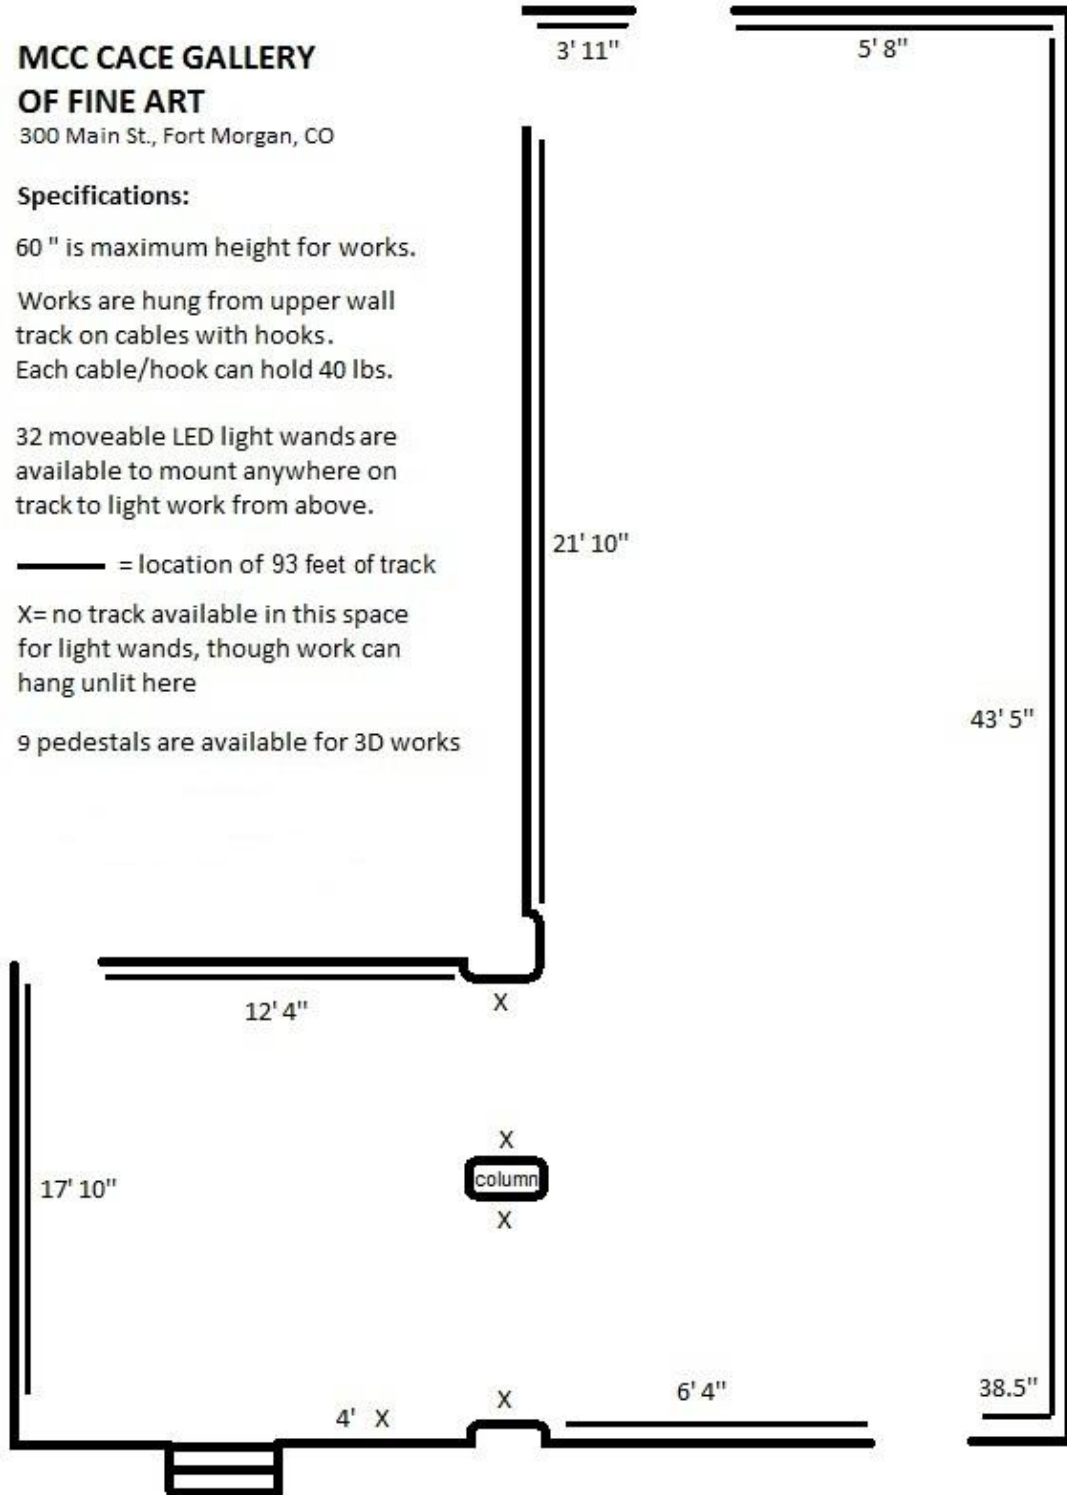 MCC CACE GALLERY
OF FINE ART
300 Main St., Fort Morgan, CO
Specifications:
60 " is maximum height for works.
Works are hung from upper wall
track on cables with hooks.
Each cable/hook can hold 40 lbs.
32 moveable LED light wands are
available to mount anywhere on
track to light work from above.
= location of 93 feet of track
X= no track available in this space
for light wands, though work can
hang unlit here
9 pedestals are available for 3D works
3' 11"
5' 8"
21' 10"
43' 5"
12' 4"
X
X
column
X
17' 10"
X
4' X
6' 4"
38.5"